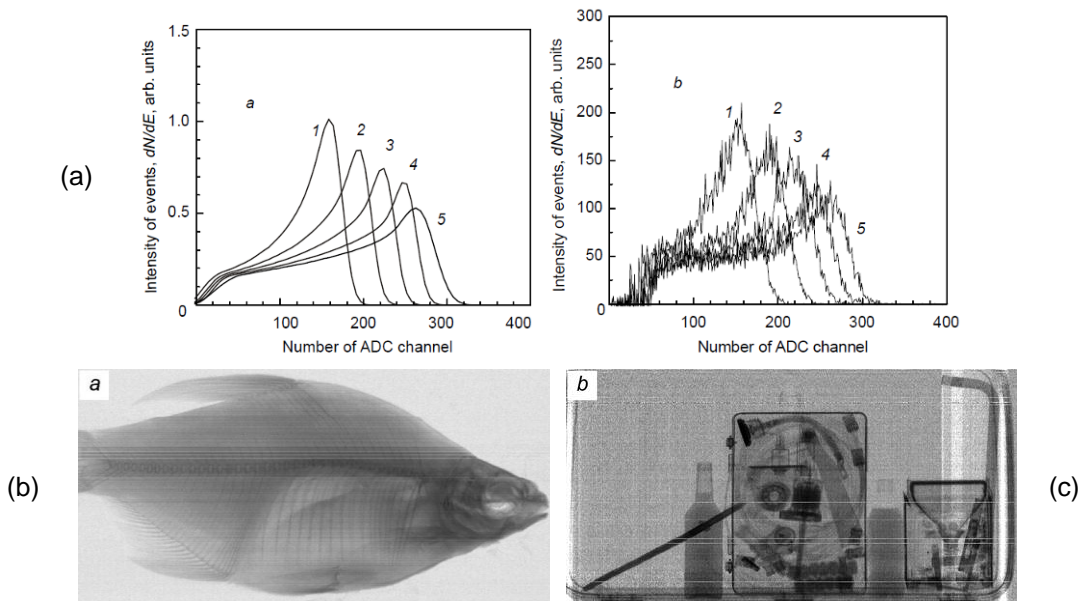 (a)
Intensity of events, dN/dE, arb. units
1.5
1.0
0.5
0
a
1
2
3
4
5
100
200
300
400
Number of ADC channel
Intensity of events, dN/dE, arb. units
300
250
200
150
100
50
0
b
1
2
3
4
5
100
200
300
400
Number of ADC channel
(b)
a
b
(c)